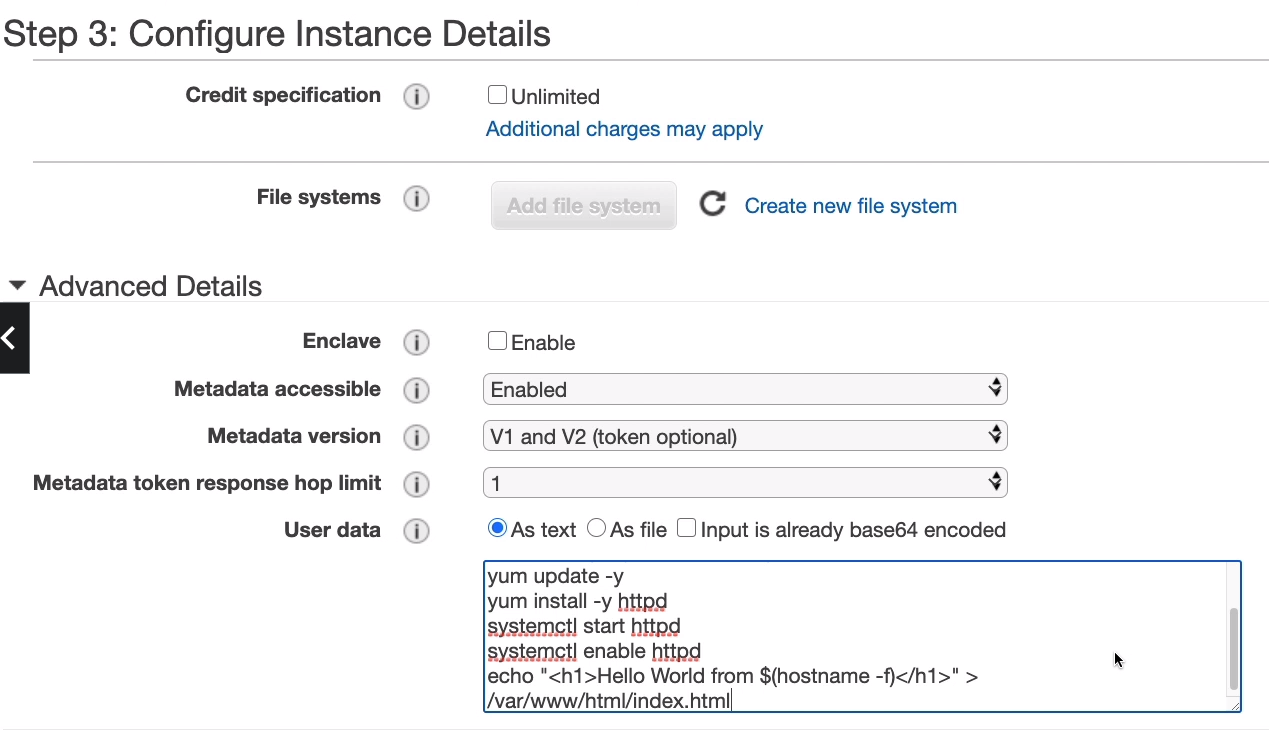 Step 3: Configure Instance Details
Credit specification i Unlimited
Additional charges may apply
File systems i Add file system Create new file system
Advanced Details
Enclave i Enable
Metadata accessible i Enabled
Metadata version i V1 and V2 (token optional)
Metadata token response hop limit i 1
User data i As text As file Input is already base64 encoded
yum update -y
yum install -y httpd
systemctl start httpd
systemctl enable httpd
echo "<h1>Hello World from $(hostname -f)</h1>" >
/var/www/html/index.html